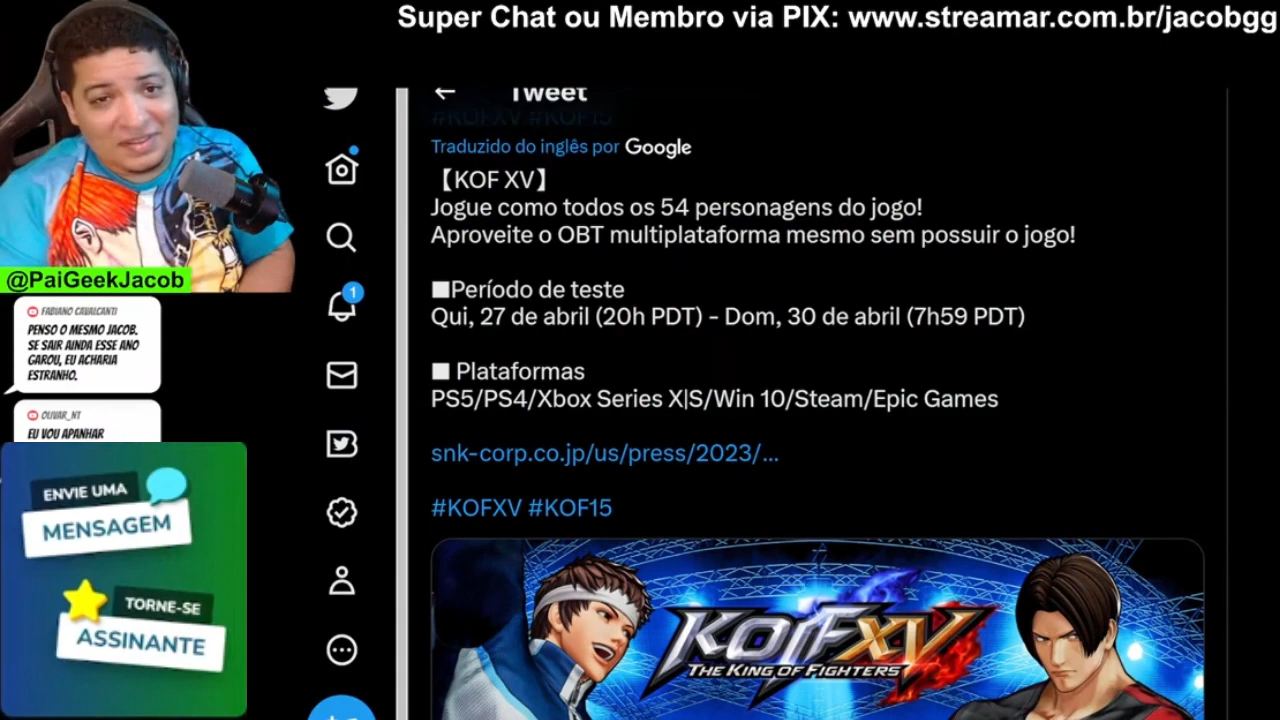 Super Chat ou Membro via PIX: www.streamar.com.br/jacobgg
Tweet
#KOFXV #KOF15
Traduzido do inglês por Google
【KOF XV】
Jogue como todos os 54 personagens do jogo!
Aproveite o OBT multiplataforma mesmo sem possuir o jogo!
■Período de teste
Qui, 27 de abril (20h PDT) - Dom, 30 de abril (7h59 PDT)
■ Plataformas
PS5/PS4/Xbox Series X|S/Win 10/Steam/Epic Games
snk-corp.co.jp/us/press/2023/...
#KOFXV #KOF15
KOF XV
THE KING OF FIGHTERS
1
@PaiGeekJacob
FABIANO CAVALCANTI
PENSO O MESMO JACOB.
SE SAIR AINDA ESSE ANO
GAROU, EU ACHARIA
ESTRANHO.
OLIVAR_NT
EU VOU APANHAR
ENVIE UMA
MENSAGEM
TORNE-SE
ASSINANTE